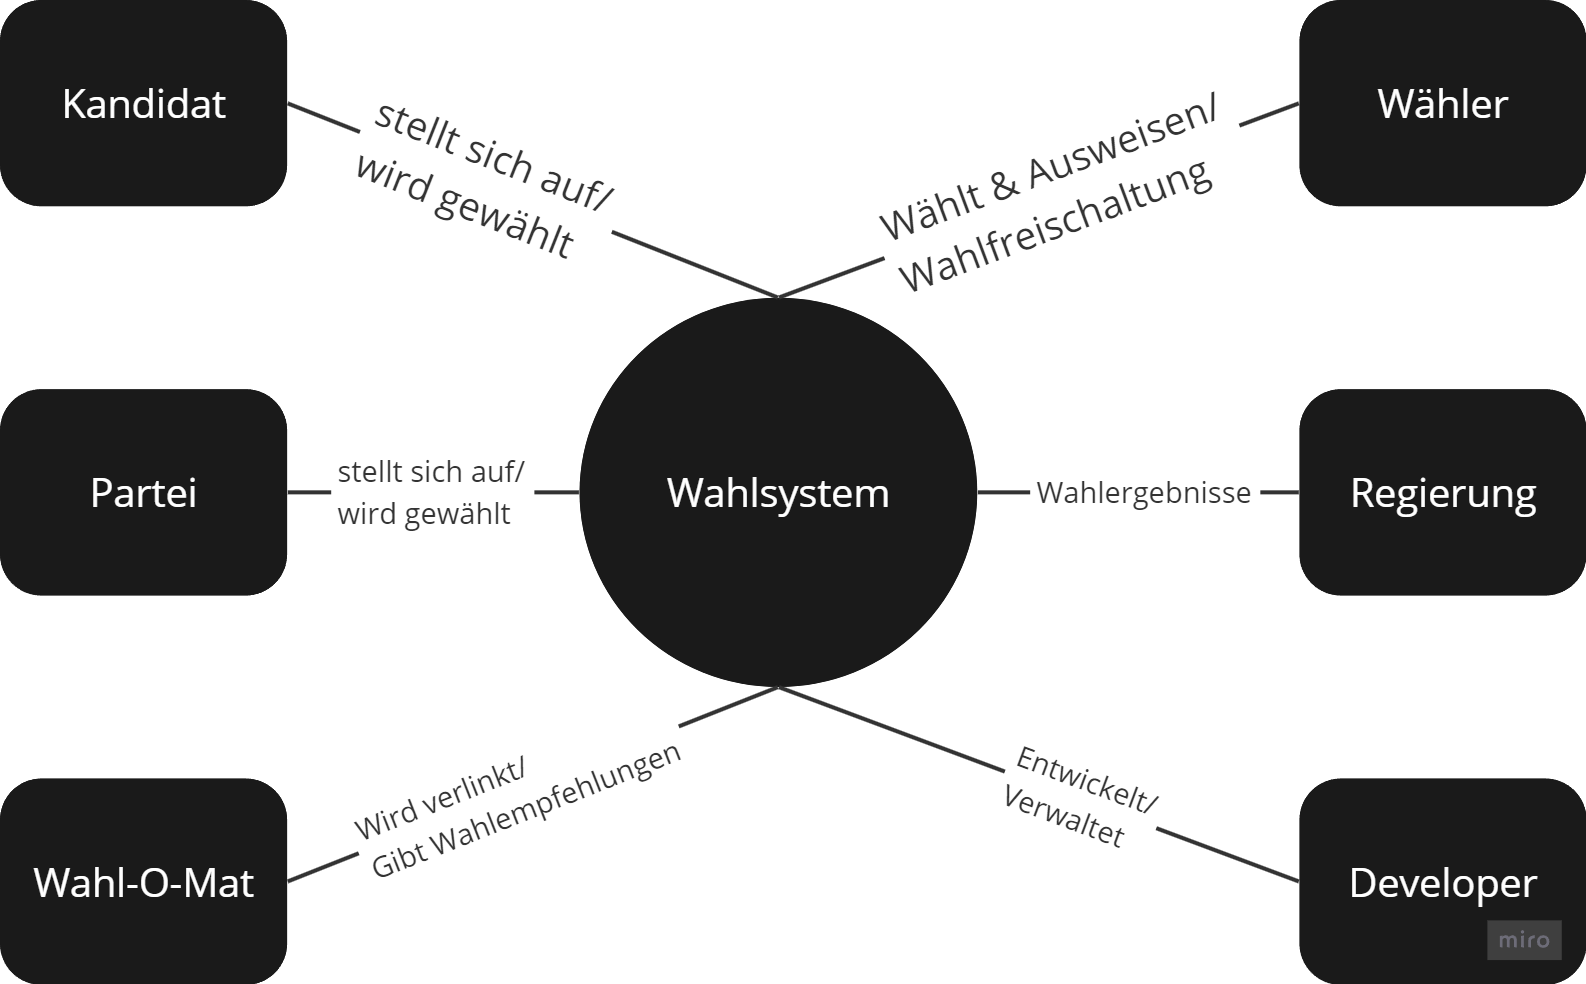 Kandidat
stellt sich auf/
wird gewählt
Wählt & Ausweisen/
Wahlfreischaltung
Wähler
Partei
stellt sich auf/
wird gewählt
Wahlsystem
Wahlergebnisse
Regierung
Wahl-O-Mat
Wird verlinkt/
Gibt Wahlempfehlungen
Entwickelt/
Verwaltet
Developer
miro